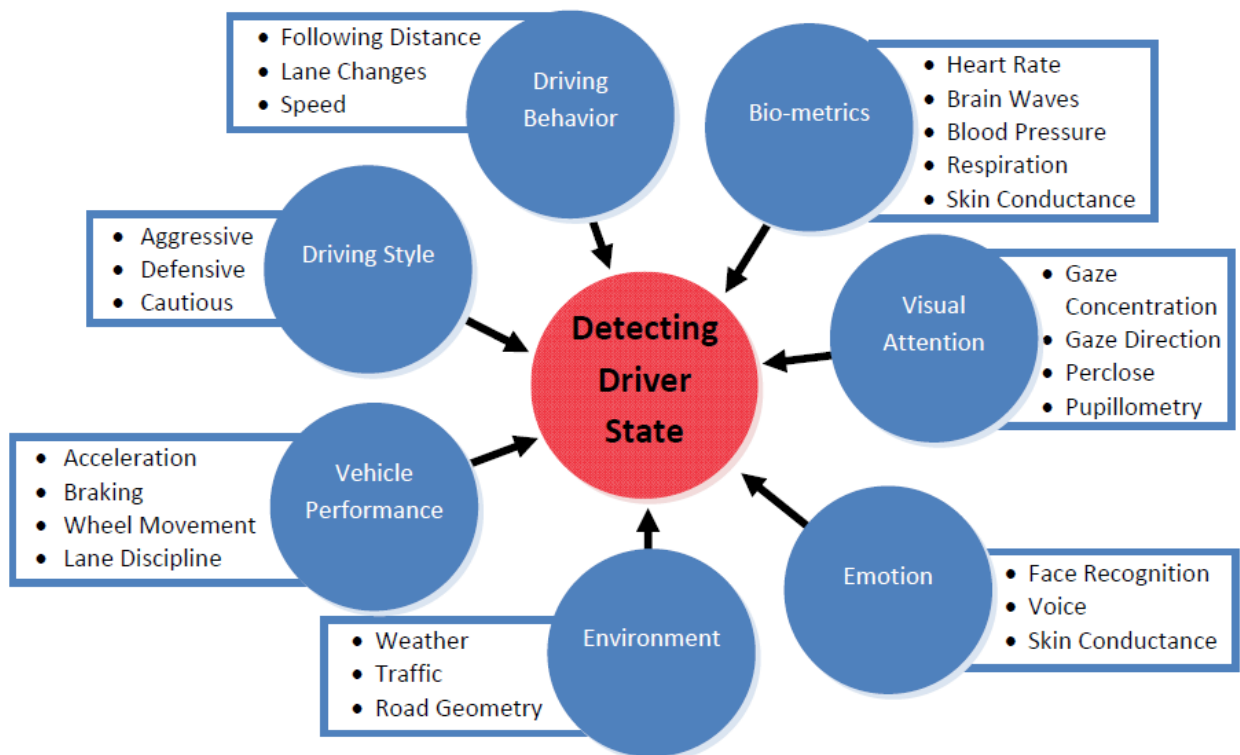 • Following Distance
• Lane Changes
• Speed
Driving
Behavior
Bio-metrics
• Heart Rate
• Brain Waves
• Blood Pressure
• Respiration
• Skin Conductance
• Aggressive
• Defensive
• Cautious
Driving Style
Visual
Attention
• Gaze
Concentration
• Gaze Direction
• Perclose
• Pupillometry
Detecting
Driver
State
• Acceleration
• Braking
• Wheel Movement
• Lane Discipline
Vehicle
Performance
Emotion
• Face Recognition
• Voice
• Skin Conductance
• Weather
• Traffic
• Road Geometry
Environment